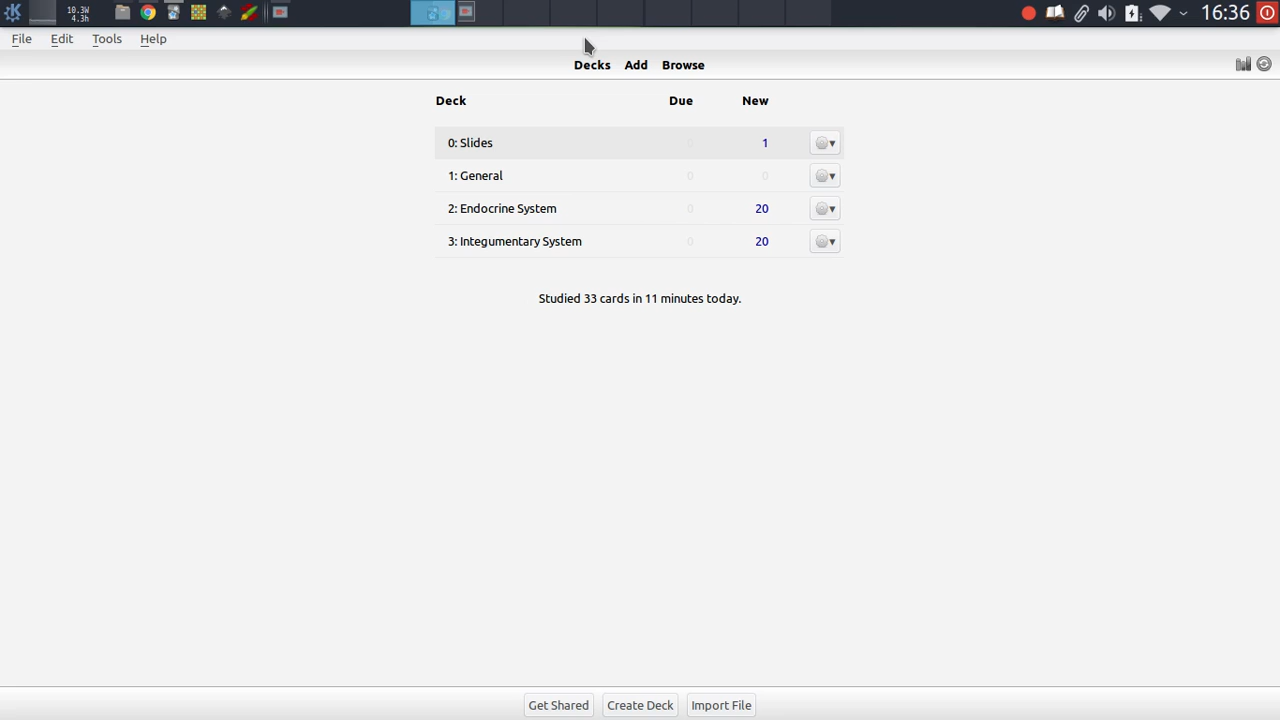 10.3W
4.3h
16:36
File Edit Tools Help
Decks Add Browse
Deck Due New
0: Slides 0 1
1: General 0 0
2: Endocrine System 0 20
3: Integumentary System 0 20
Studied 33 cards in 11 minutes today.
Get Shared Create Deck Import File